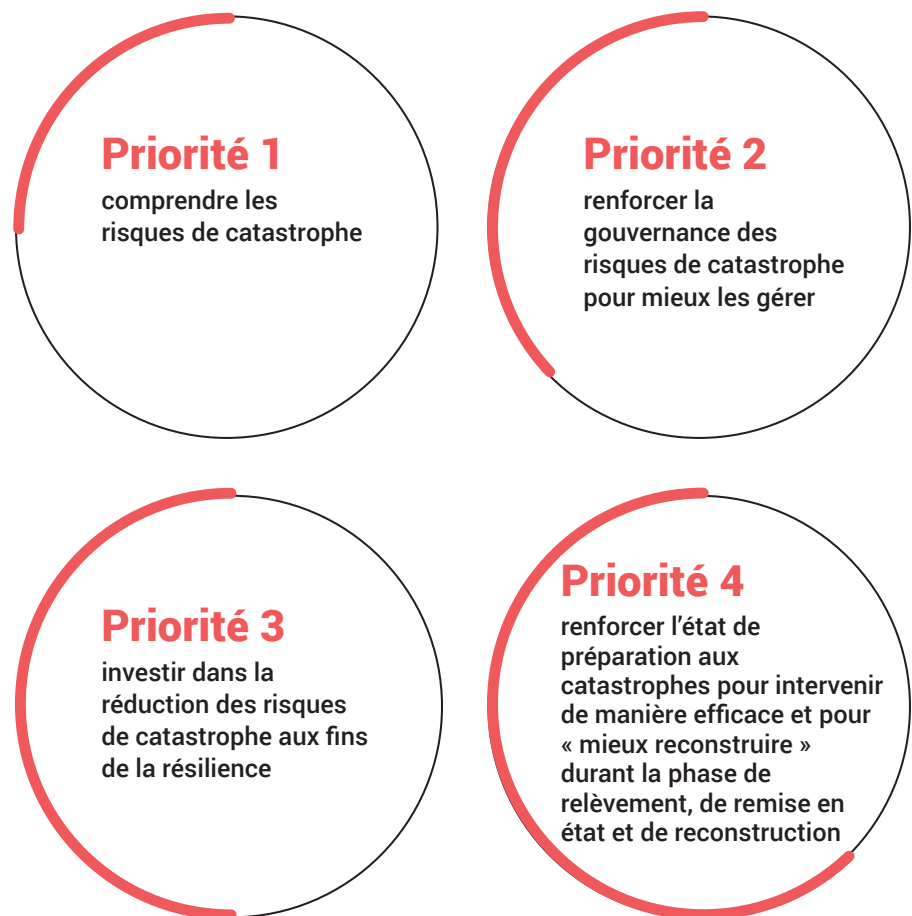 Priorité 1
comprendre les
risques de catastrophe
Priorité 2
renforcer la
gouvernance des
risques de catastrophe
pour mieux les gérer
Priorité 3
investir dans la
réduction des risques
de catastrophe aux fins
de la résilience
Priorité 4
renforcer l’état de
préparation aux
catastrophes pour intervenir
de manière efficace et pour
« mieux reconstruire »
durant la phase de
relèvement, de remise en
état et de reconstruction